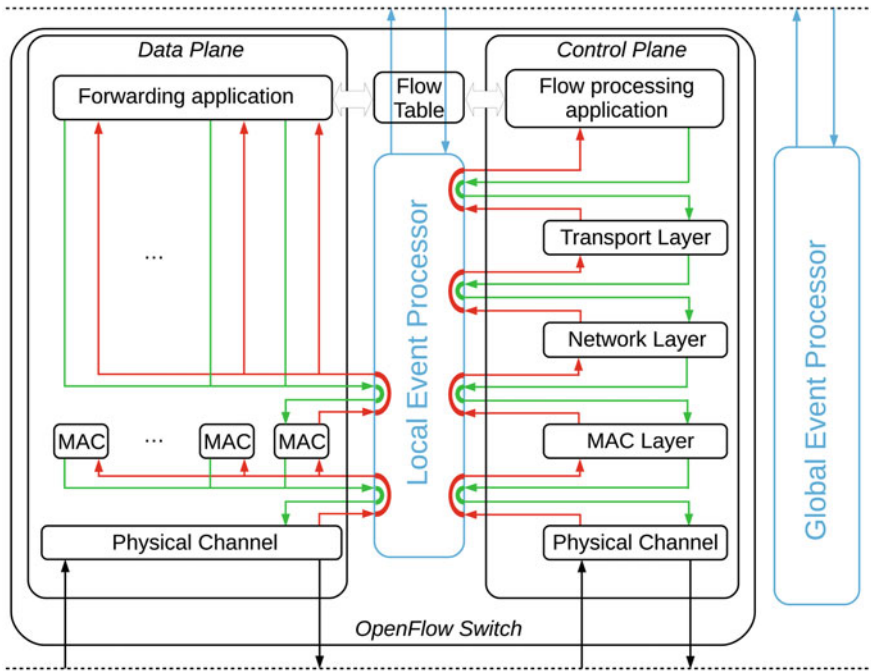 Data Plane
Control Plane
Forwarding application
Flow
Table
Flow processing
application
...
Transport Layer
Network Layer
MAC
...
MAC
MAC
MAC Layer
Physical Channel
Physical Channel
Local Event Processor
Global Event Processor
OpenFlow Switch